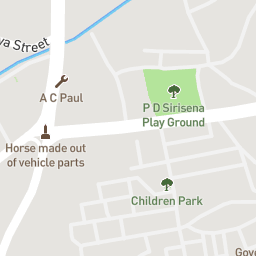 ya Street
A C Paul
P D Sirisena
Play Ground
Horse made out
of vehicle parts
Children Park
Gove